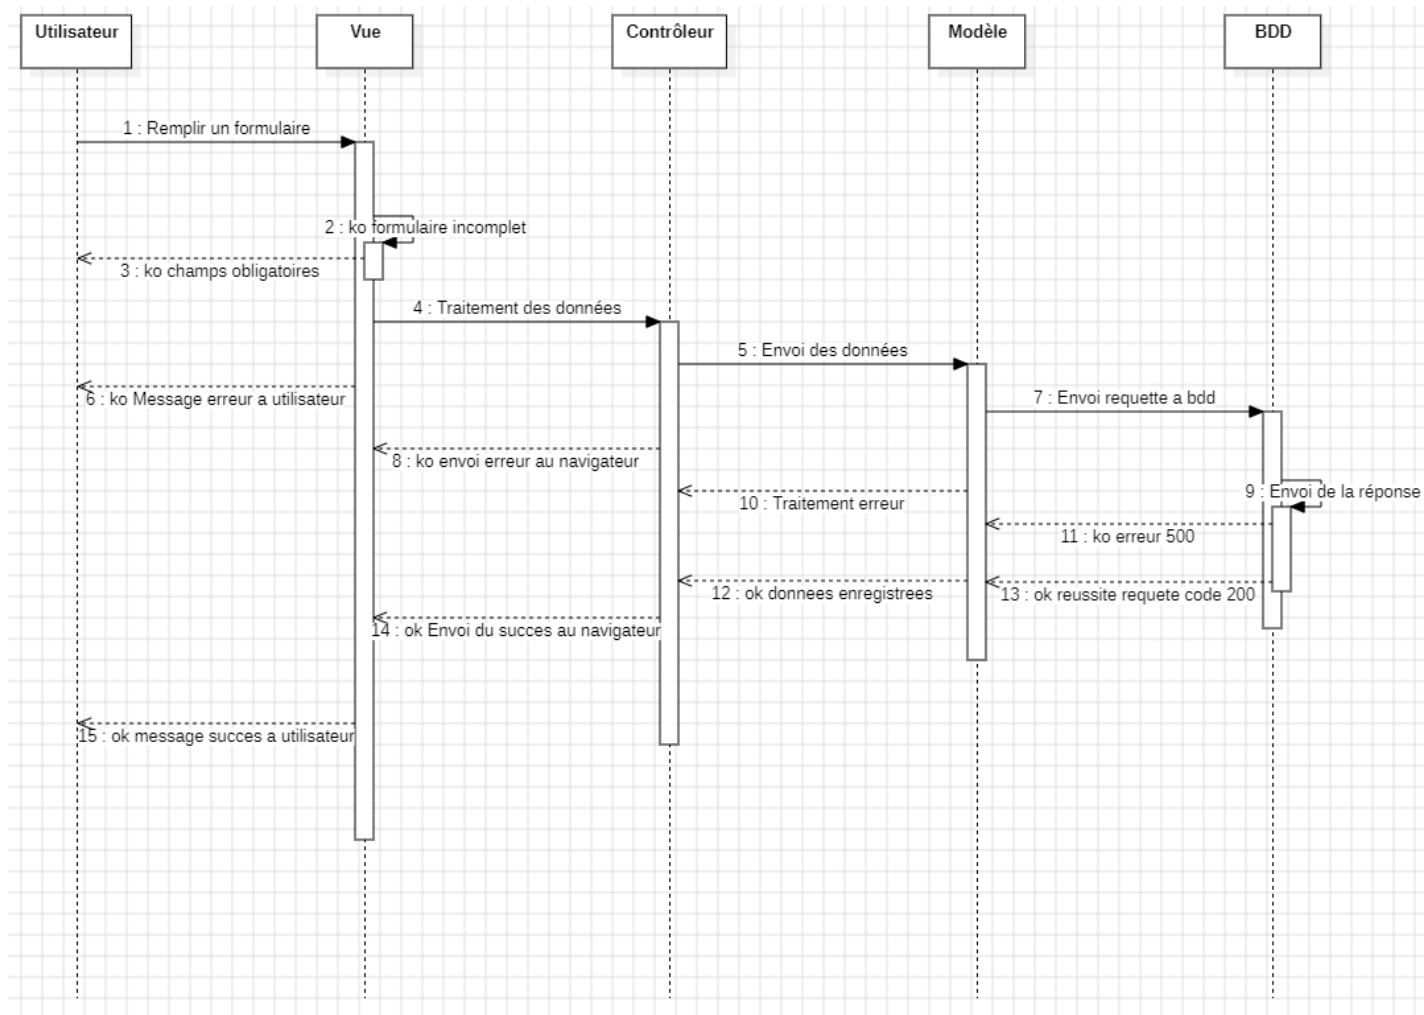 Utilisateur
Vue
Contrôleur
Modèle
BDD
1 : Remplir un formulaire
2 : ko formulaire incomplet
3 : ko champs obligatoires
4 : Traitement des données
5 : Envoi des données
6 : ko Message erreur a utilisateur
7 : Envoi requette a bdd
8 : ko envoi erreur au navigateur
9 : Envoi de la réponse
10 : Traitement erreur
11 : ko erreur 500
12 : ok donnees enregistrees
13 : ok reussite requete code 200
14 : ok Envoi du succes au navigateur
15 : ok message succes a utilisateur